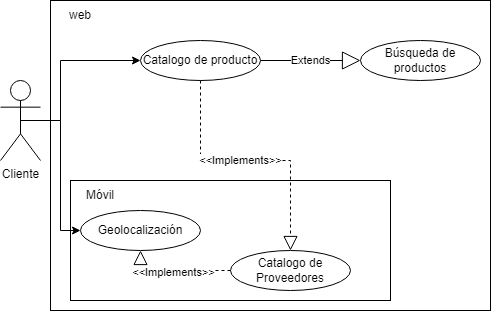 web
Catalogo de producto
Extends
Búsqueda de
productos
Cliente
<<Implements>>
Móvil
Geolocalización
<<Implements>>
Catalogo de
Proveedores